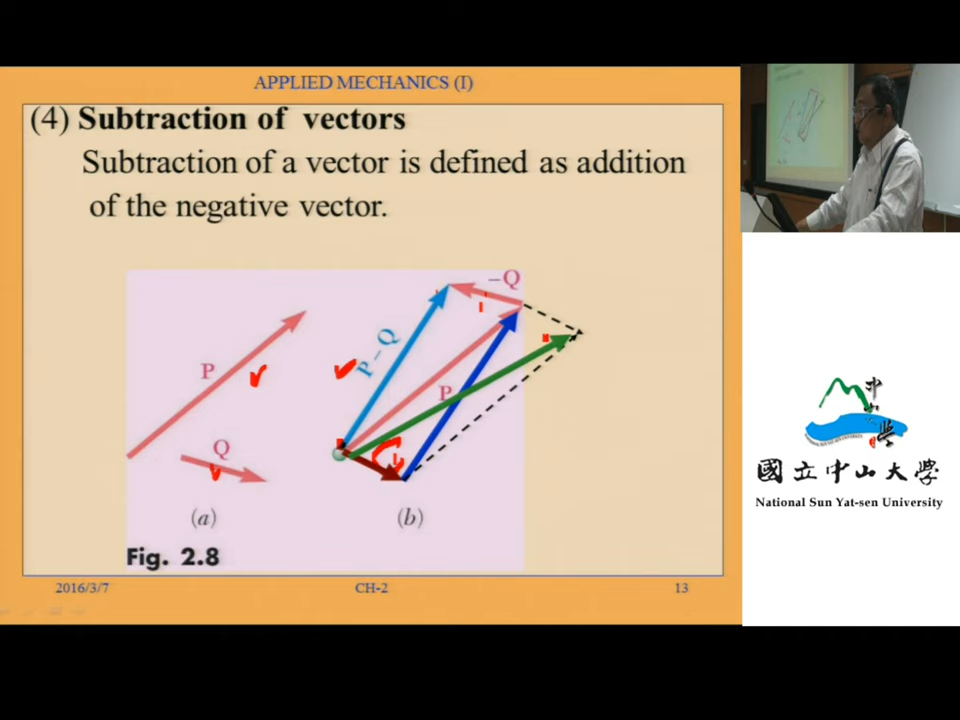 APPLIED MECHANICS (I)
(4) Subtraction of vectors
Subtraction of a vector is defined as addition
of the negative vector.
−Q
P − Q
P
P
Q
(a)
(b)
Fig. 2.8
2016/3/7
CH-2
13
國立中山大學
National Sun Yat-sen University